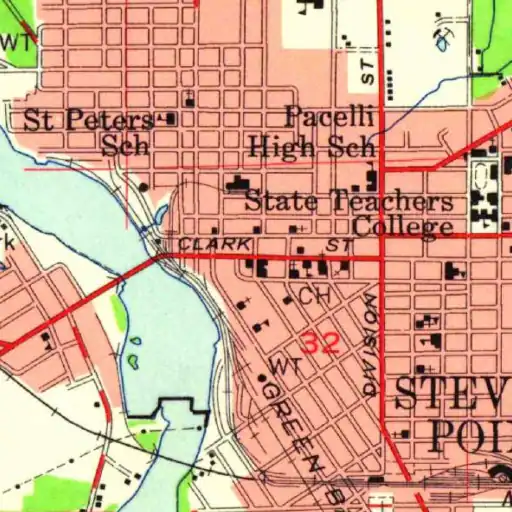 WT
ST
St Peters
Sch
Pacelli
High Sch
State Teachers
College
CLARK ST
CH
32
DIVISION
WT
STEV
POI
GREEN B